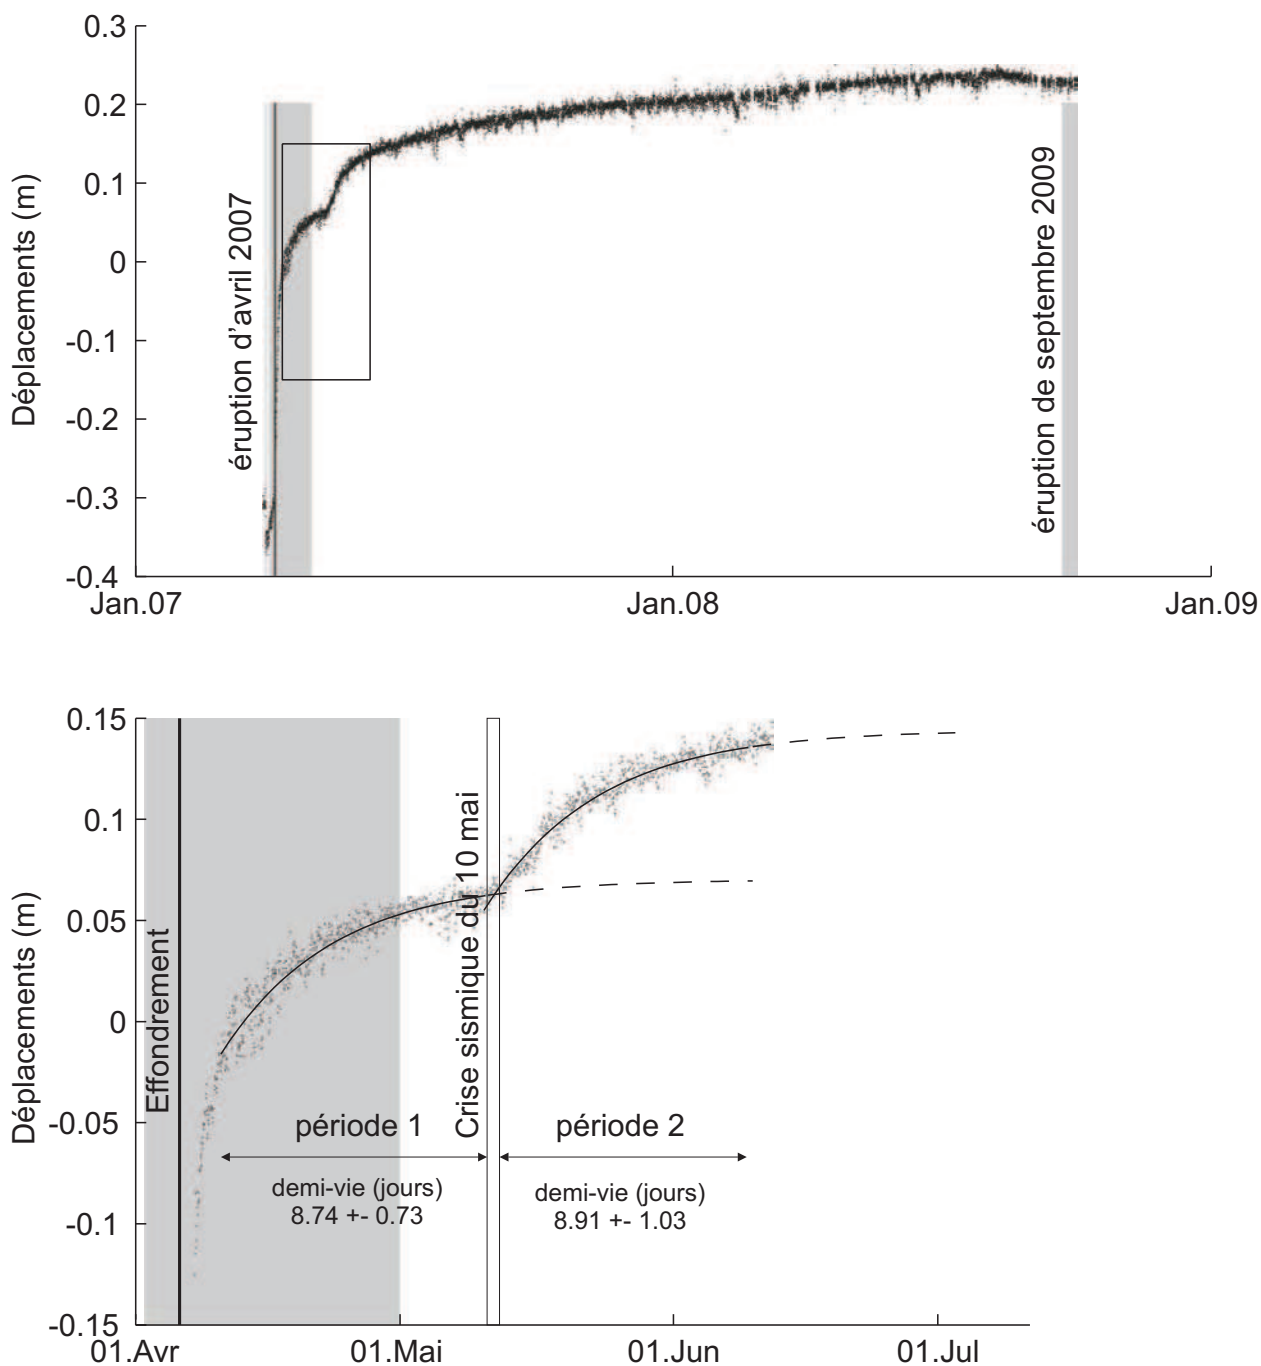 0.3
0.2
0.1
0
-0.1
-0.2
-0.3
-0.4
Déplacements (m)
éruption d'avril 2007
éruption de septembre 2009
Jan.07
Jan.08
Jan.09
0.15
0.1
0.05
0
-0.05
-0.1
-0.15
Déplacements (m)
Effondrement
Crise sismique du 10 mai
période 1
période 2
demi-vie (jours)
8.74 +- 0.73
demi-vie (jours)
8.91 +- 1.03
01.Avr
01.Mai
01.Jun
01.Jul